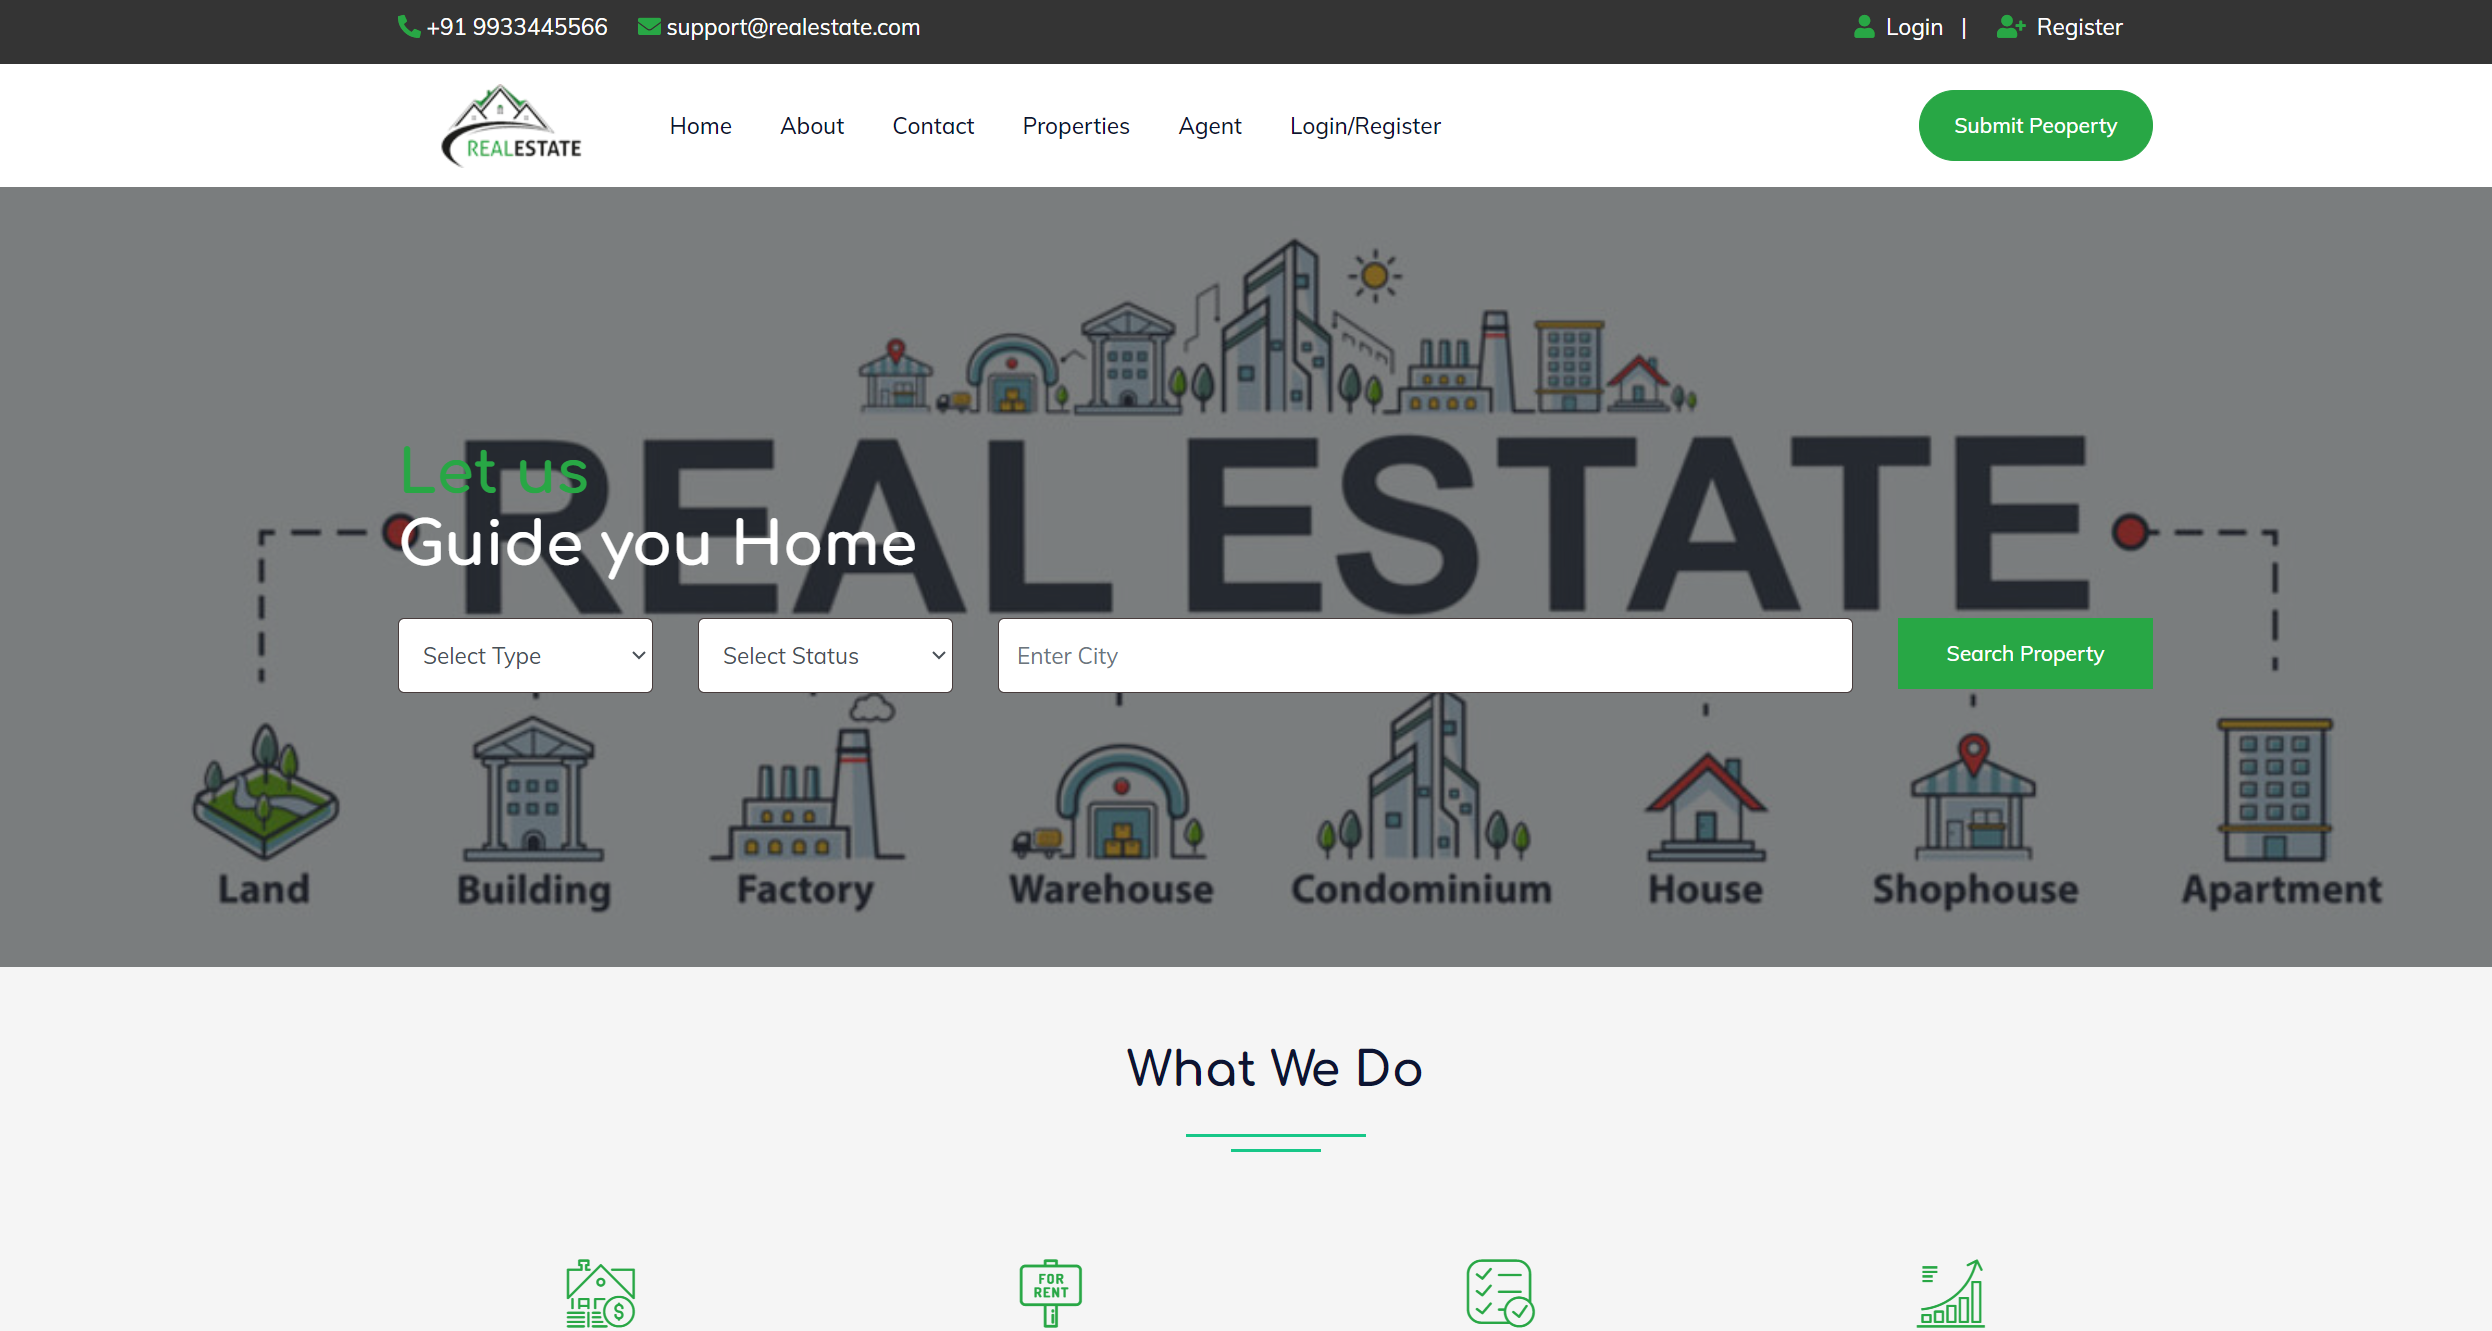 +91 9933445566 support@realestate.com Login | Register
REALESTATE Home About Contact Properties Agent Login/Register Submit Peoperty
REAL ESTATE
Let us
Guide you Home
Select Type Select Status Enter City Search Property
Land Building Factory Warehouse Condominium House Shophouse Apartment
What We Do
FOR
RENT